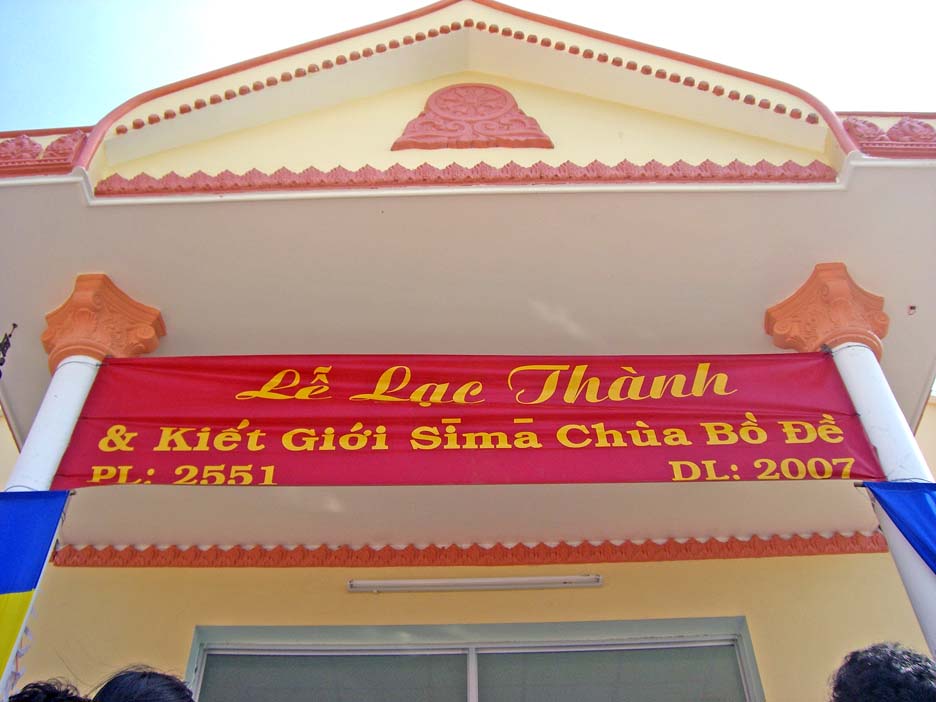 Lễ Lạc Thành
& Kiết Giới Sīmā Chùa Bồ Đề
PL: 2551 DL: 2007